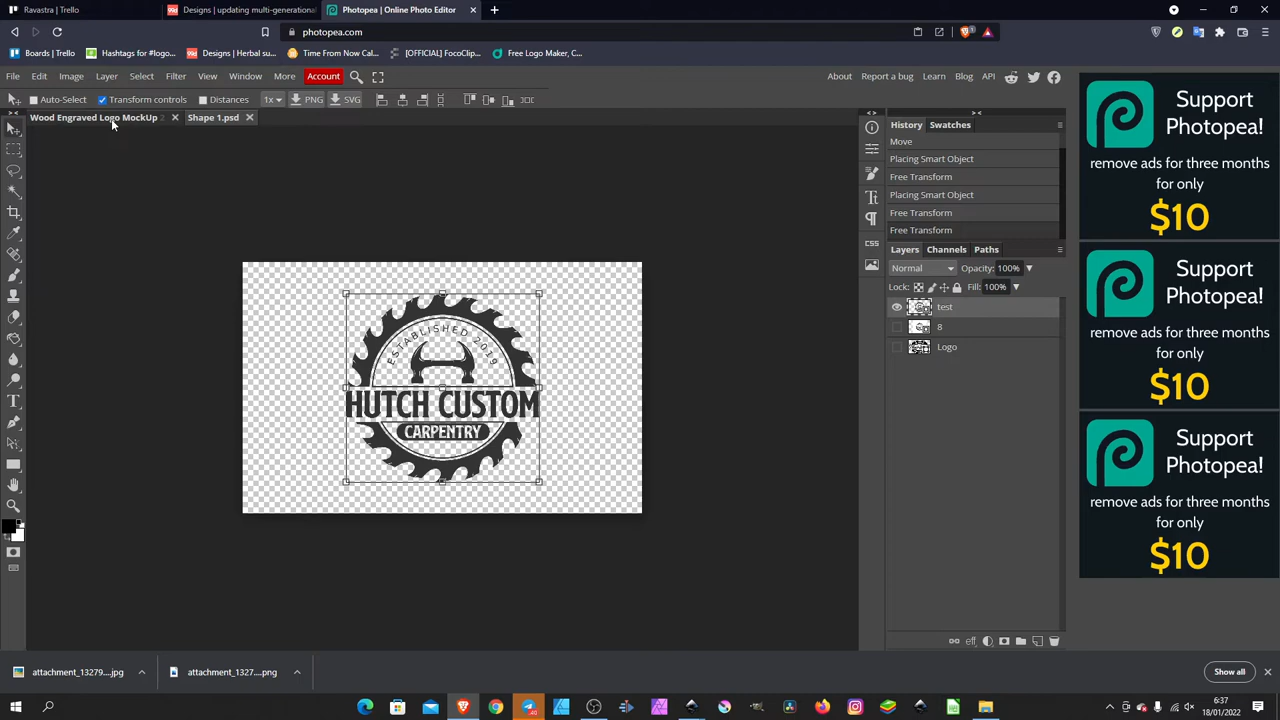 Ravastra | Trello
Designs | updating multi-generational
Photopea | Online Photo Editor
photopea.com
Boards | Trello
Hashtags for #logo...
Designs | Herbal su...
Time From Now Cal...
[OFFICIAL] FocoClip...
Free Logo Maker, C...
File Edit Image Layer Select Filter View Window More Account
About Report a bug Learn Blog API
Auto-Select Transform controls Distances 1x PNG SVG
Wood Engraved Logo MockUp 2
Shape 1.psd
History Swatches
Move
Placing Smart Object
Free Transform
Placing Smart Object
Free Transform
Free Transform
Layers Channels Paths
Normal Opacity: 100%
Lock: Fill: 100%
test
8
Logo
CSS
ESTABLISHED 2019
HUTCH CUSTOM
CARPENTRY
Support
Photopea!
remove ads for three months
for only
$10
Support
Photopea!
remove ads for three months
for only
$10
Support
Photopea!
remove ads for three months
for only
$10
attachment_13279....jpg
attachment_1327....png
Show all
6:37
18/01/2022